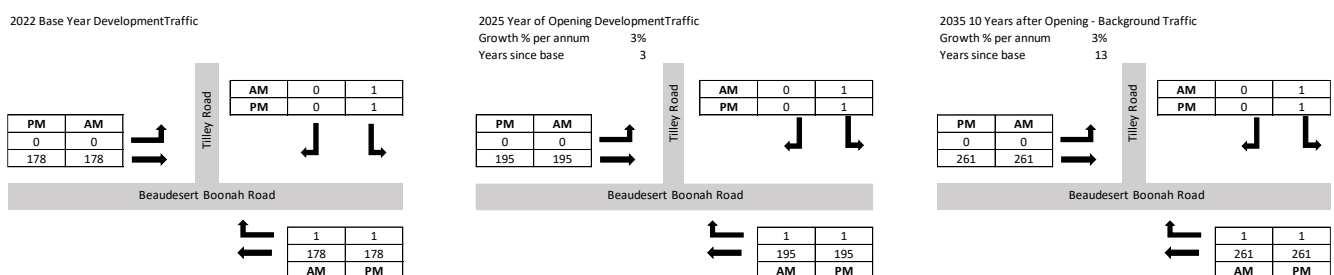 2022 Base Year DevelopmentTraffic
AM 0 1
PM 0 1
Tilley Road
PM AM
0 0
178 178
Beaudesert Boonah Road
1 1
178 178
AM PM
2025 Year of Opening DevelopmentTraffic
Growth % per annum 3%
Years since base 3
AM 0 1
PM 0 1
Tilley Road
PM AM
0 0
195 195
Beaudesert Boonah Road
1 1
195 195
AM PM
2035 10 Years after Opening - Background Traffic
Growth % per annum 3%
Years since base 13
AM 0 1
PM 0 1
Tilley Road
PM AM
0 0
261 261
Beaudesert Boonah Road
1 1
261 261
AM PM